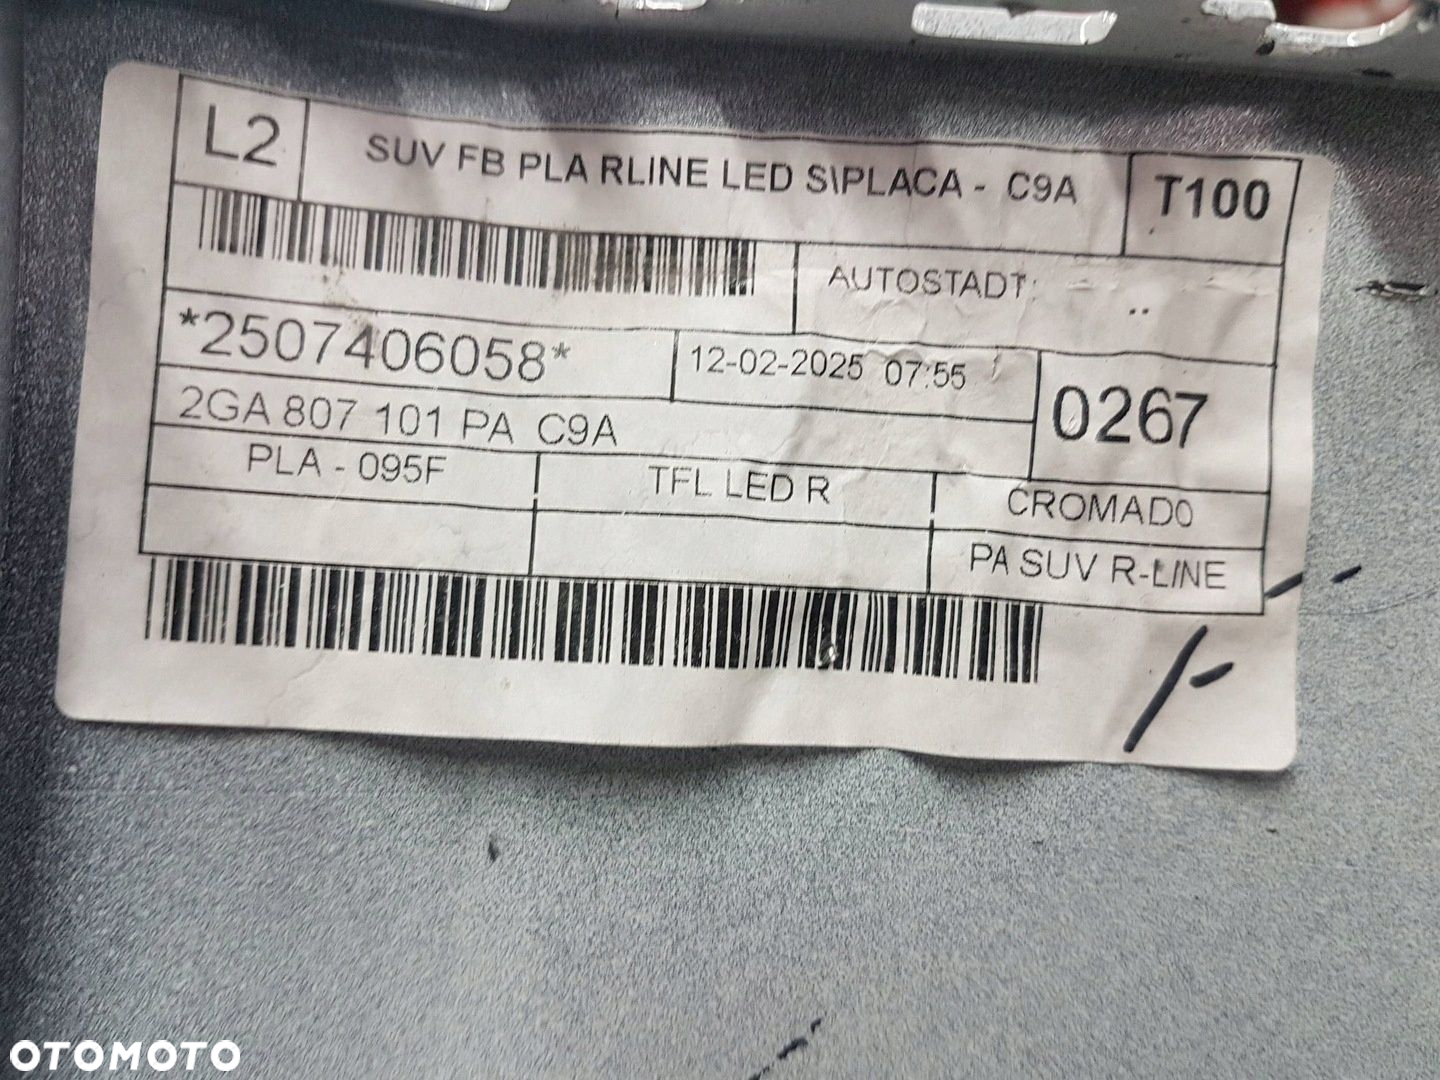 L2
SUV FB PLA RLINE LED S\PLACA - C9A
T100
AUTOSTADT: ..
*2507406058*
12-02-2025 07:55
0267
2GA 807 101 PA C9A
PLA - 095F
TFL LED R
CROMADO
PA SUV R-LINE
OTOMOTO